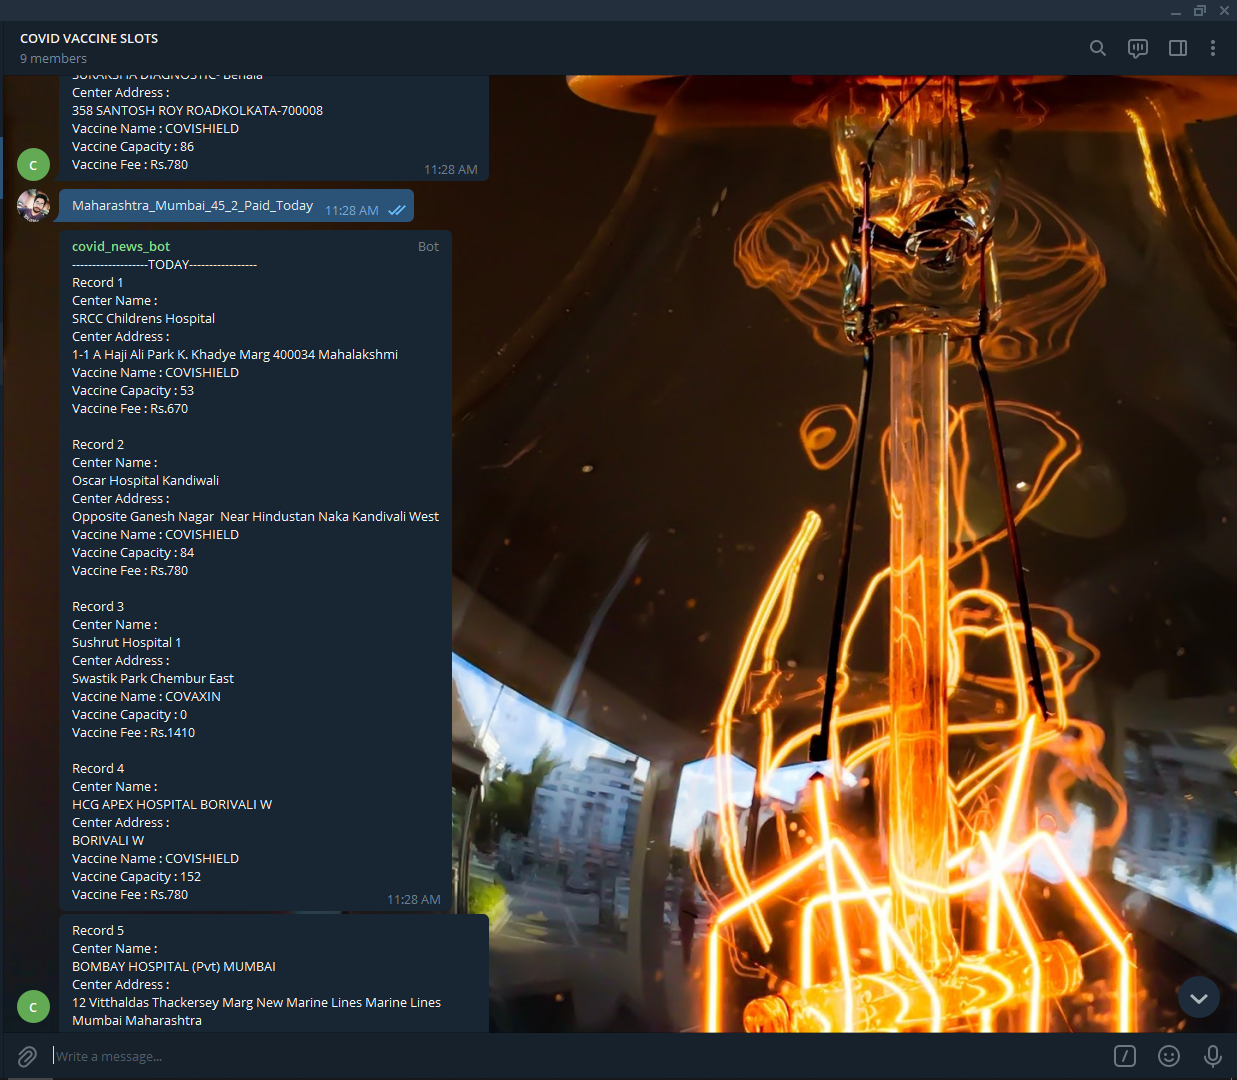 COVID VACCINE SLOTS
9 members
SURAKSHA DIAGNOSTIC- Behala
Center Address :
358 SANTOSH ROY ROADKOLKATA-700008
Vaccine Name : COVISHIELD
Vaccine Capacity : 86
Vaccine Fee : Rs.780
11:28 AM
C
Maharashtra_Mumbai_45_2_Paid_Today
11:28 AM
covid_news_bot
Bot
-------------------TODAY-----------------
Record 1
Center Name :
SRCC Childrens Hospital
Center Address :
1-1 A Haji Ali Park K. Khadye Marg 400034 Mahalakshmi
Vaccine Name : COVISHIELD
Vaccine Capacity : 53
Vaccine Fee : Rs.670
Record 2
Center Name :
Oscar Hospital Kandiwali
Center Address :
Opposite Ganesh Nagar  Near Hindustan Naka Kandivali West
Vaccine Name : COVISHIELD
Vaccine Capacity : 84
Vaccine Fee : Rs.780
Record 3
Center Name :
Sushrut Hospital 1
Center Address :
Swastik Park Chembur East
Vaccine Name : COVAXIN
Vaccine Capacity : 0
Vaccine Fee : Rs.1410
Record 4
Center Name :
HCG APEX HOSPITAL BORIVALI W
Center Address :
BORIVALI W
Vaccine Name : COVISHIELD
Vaccine Capacity : 152
Vaccine Fee : Rs.780
11:28 AM
Record 5
Center Name :
BOMBAY HOSPITAL (Pvt) MUMBAI
Center Address :
12 Vitthaldas Thackersey Marg New Marine Lines Marine Lines
Mumbai Maharashtra
C
Write a message...